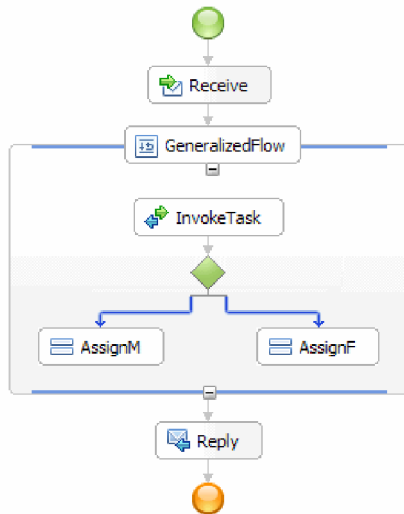 Receive
GeneralizedFlow
InvokeTask
AssignM
AssignF
Reply